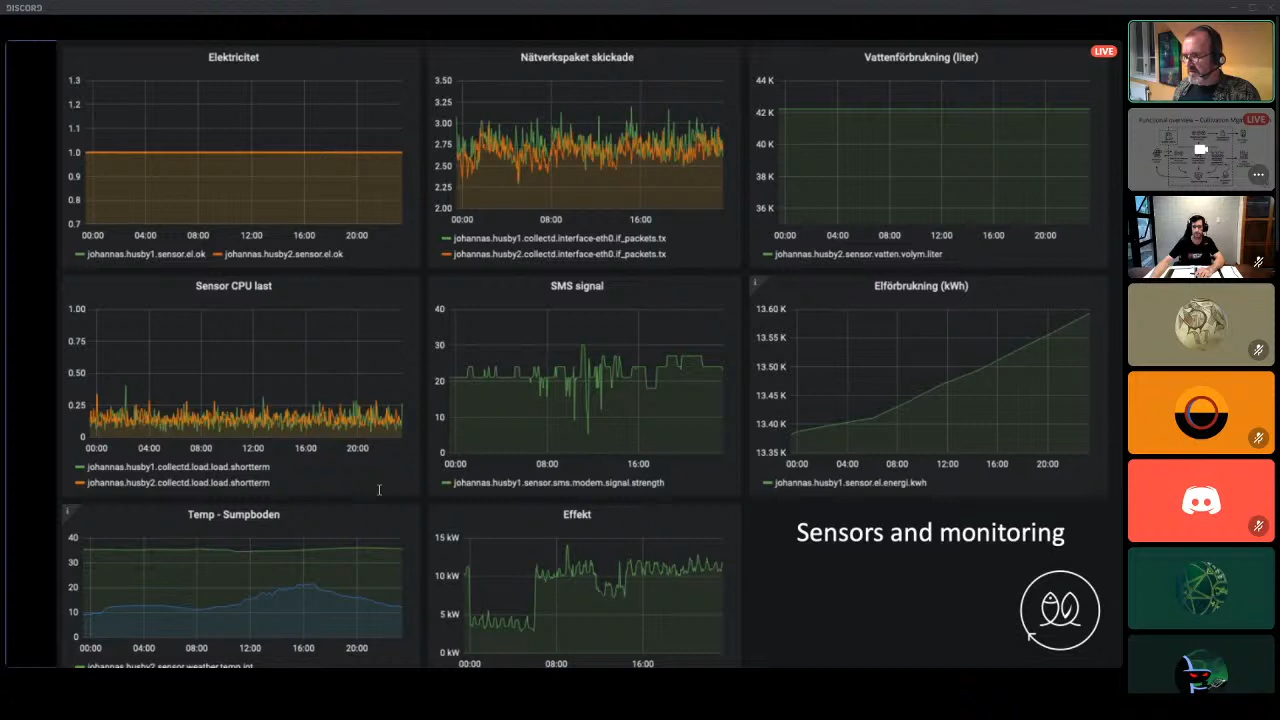 DISCORD
Elektricitet
1.3
1.2
1.1
1.0
0.9
0.8
0.7
00:00 04:00 08:00 12:00 16:00 20:00
johannas.husby1.sensor.el.ok johannas.husby2.sensor.el.ok
Nätverkspaket skickade
3.50
3.25
3.00
2.75
2.50
2.25
2.00
00:00 08:00 16:00
johannas.husby1.collectd.interface-eth0.if_packets.tx
johannas.husby2.collectd.interface-eth0.if_packets.tx
Vattenförbrukning (liter)
44 K
42 K
40 K
38 K
36 K
00:00 04:00 08:00 12:00 16:00 20:00
johannas.husby2.sensor.vatten.volym.liter
LIVE
Sensor CPU last
1.00
0.75
0.50
0.25
0
00:00 04:00 08:00 12:00 16:00 20:00
johannas.husby1.collectd.load.load.shortterm
johannas.husby2.collectd.load.load.shortterm
SMS signal
40
30
20
10
0
00:00 08:00 16:00
johannas.husby1.sensor.sms.modem.signal.strength
Elförbrukning (kWh)
13.60 K
13.55 K
13.50 K
13.45 K
13.40 K
13.35 K
00:00 04:00 08:00 12:00 16:00 20:00
johannas.husby1.sensor.el.energi.kwh
Temp - Sumpboden
40
30
20
10
0
00:00 04:00 08:00 12:00 16:00 20:00
johannas.husby2.sensor.weather.temp.int
Effekt
15 kW
10 kW
5 kW
0 kW
00:00 08:00 16:00
Sensors and monitoring
Functional overview – Cultivation Mgm
LIVE